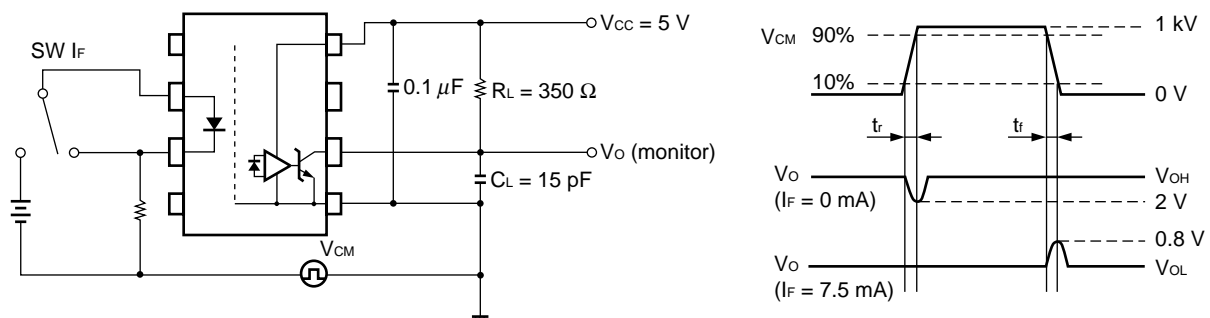 SW IF
VCC = 5 V
0.1 μF
RL = 350 Ω
VO (monitor)
CL = 15 pF
VCM
VCM 90%
10%
1 kV
0 V
tr
tf
VO
(IF = 0 mA)
VOH
2 V
0.8 V
VO
(IF = 7.5 mA)
VOL